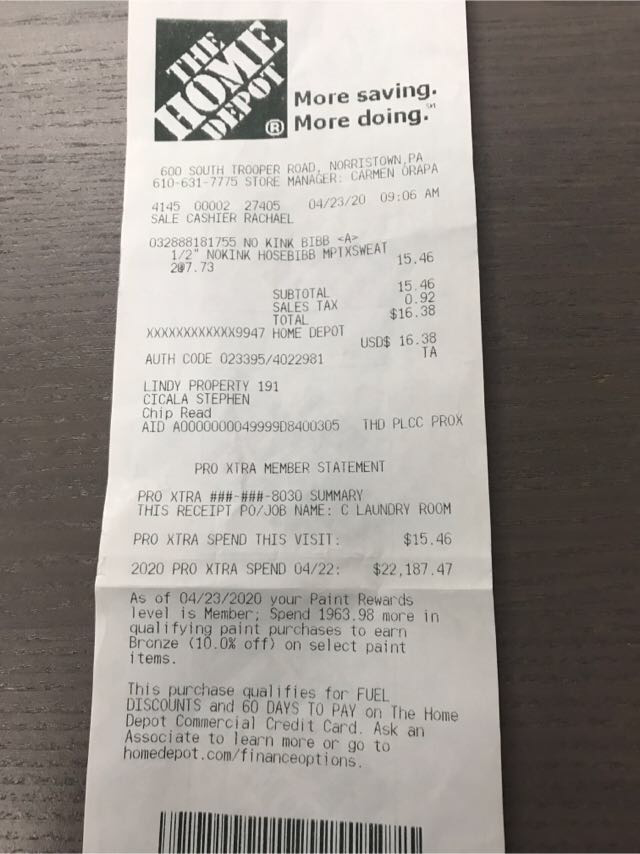 THE
HOME
DEPOT
®
More saving.
More doing.℠
600 SOUTH TROOPER ROAD, NORRISTOWN,PA
610-631-7775 STORE MANAGER: CARMEN ORAPA
4145 00002 27405 04/23/20 09:06 AM
SALE CASHIER RACHAEL
032888181755 NO KINK BIBB <A>
1/2" NOKINK HOSEBIBB MPTXSWEAT
2@7.73 15.46
SUBTOTAL 15.46
SALES TAX 0.92
TOTAL $16.38
XXXXXXXXXXXX9947 HOME DEPOT
USD$ 16.38
AUTH CODE 023395/4022981 TA
LINDY PROPERTY 191
CICALA STEPHEN
Chip Read
AID A0000000049999D8400305 THD PLCC PROX
PRO XTRA MEMBER STATEMENT
PRO XTRA ###-###-8030 SUMMARY
THIS RECEIPT PO/JOB NAME: C LAUNDRY ROOM
PRO XTRA SPEND THIS VISIT: $15.46
2020 PRO XTRA SPEND 04/22: $22,187.47
As of 04/23/2020 your Paint Rewards
level is Member; Spend 1963.98 more in
qualifying paint purchases to earn
Bronze (10.0% off) on select paint
items.
This purchase qualifies for FUEL
DISCOUNTS and 60 DAYS TO PAY on The Home
Depot Commercial Credit Card. Ask an
Associate to learn more or go to
homedepot.com/financeoptions.